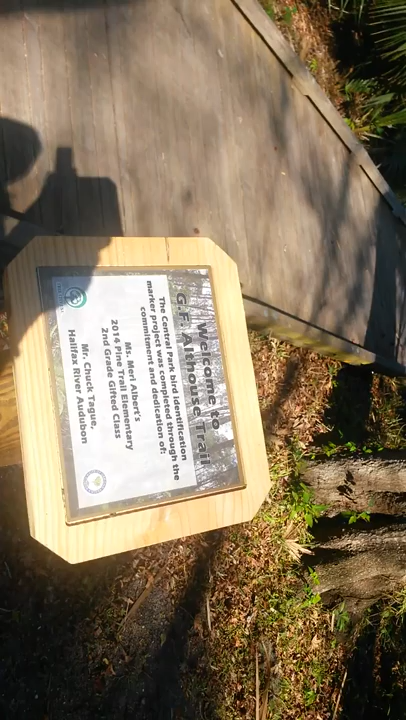 Welcome to
G.F. Althouse Trail
The Central Park bird identification
marker project was completed through the
commitment and dedication of:
Ms. Meri Albert's
2014 Pine Trail Elementary
2nd Grade Gifted Class
Mr. Chuck Tague,
Halifax River Audubon